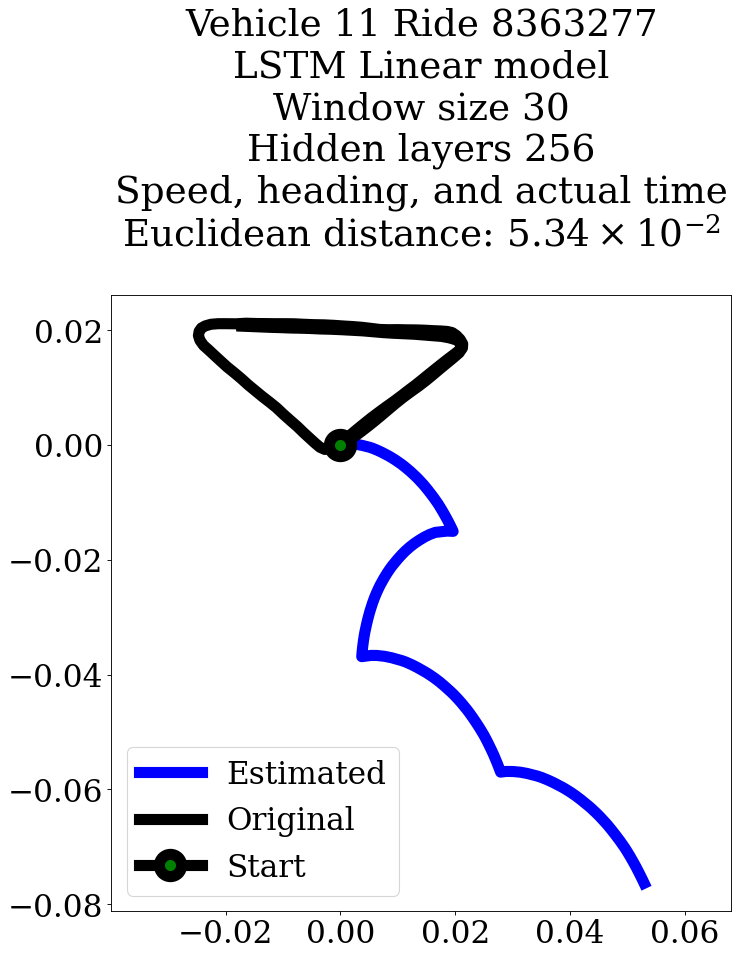 Vehicle 11 Ride 8363277
LSTM Linear model
Window size 30
Hidden layers 256
Speed, heading, and actual time
Euclidean distance: 5.34 × 10⁻²
0.02
0.00
−0.02
−0.04
−0.06
−0.08
Estimated
Original
Start
−0.02 0.00 0.02 0.04 0.06